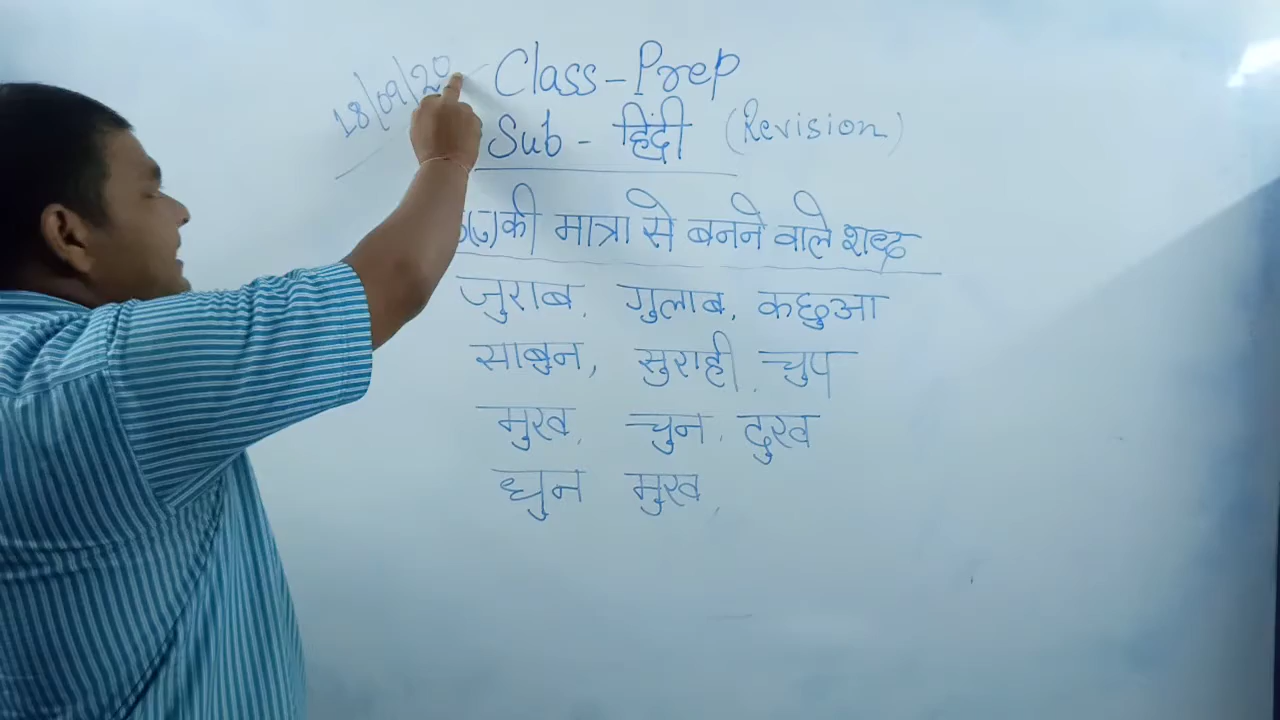 18/09/20
Class-Prep
Sub - हिंदी (Revision)
(ु) की मात्रा से बनने वाले शब्द
जुराब, गुलाब, कछुआ
साबुन, सुराही, चुप
मुख, चुन, दुख
धुन मुख,